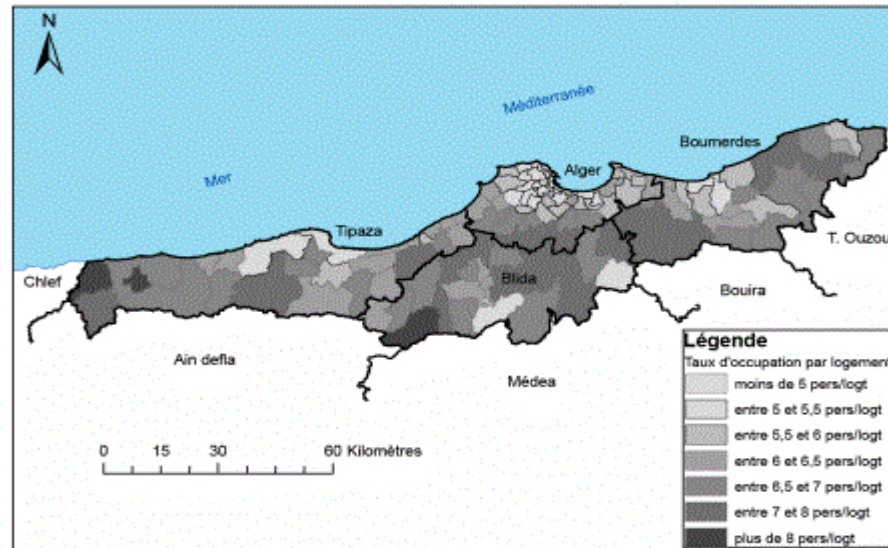 N
Méditerranée
Boumerdes
Alger
Mer
Tipaza
T. Ouzou
Chlef
Blida
Bouira
Ain defla
Médea
0 15 30 60 Kilomètres
Légende
Taux d'occupation par logement
moins de 5 pers/logt
entre 5 et 5,5 pers/logt
entre 5,5 et 6 pers/logt
entre 6 et 6,5 pers/logt
entre 6,5 et 7 pers/logt
entre 7 et 8 pers/logt
plus de 8 pers/logt